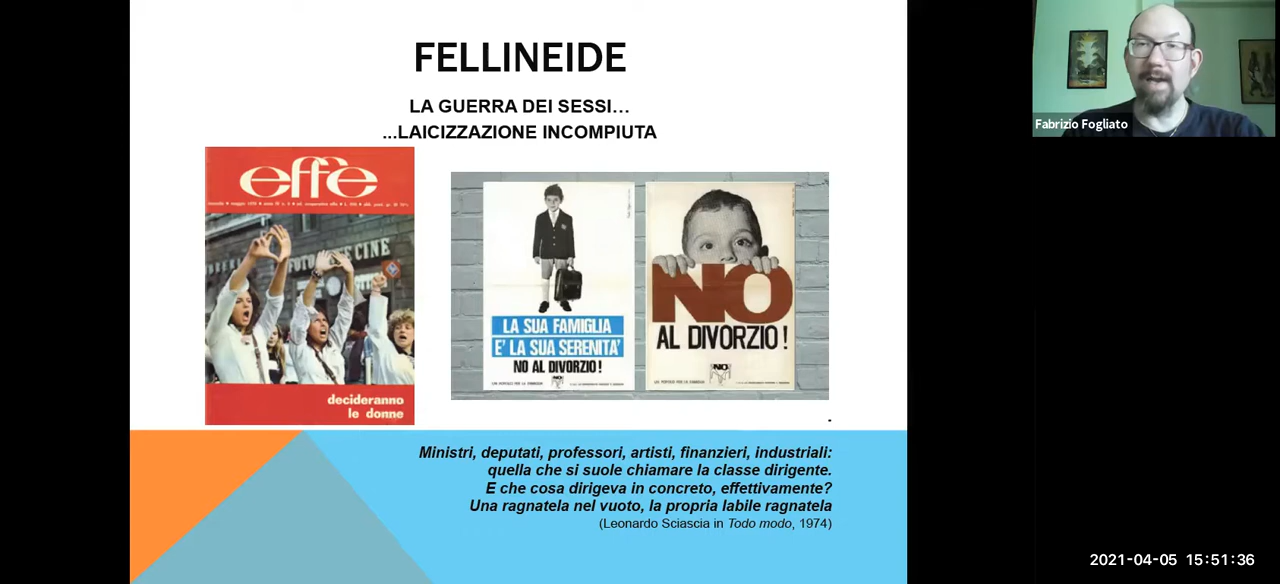 FELLINEIDE
LA GUERRA DEI SESSI...
...LAICIZZAZIONE INCOMPIUTA
effe
decideranno
le donne
FOTO CINE
LA SUA FAMIGLIA
E' LA SUA SERENITA'
NO AL DIVORZIO!
NO
AL DIVORZIO!
NO
Ministri, deputati, professori, artisti, finanzieri, industriali:
quella che si suole chiamare la classe dirigente.
E che cosa dirigeva in concreto, effettivamente?
Una ragnatela nel vuoto, la propria labile ragnatela
(Leonardo Sciascia in Todo modo, 1974)
Fabrizio Fogliato
2021-04-05 15:51:36